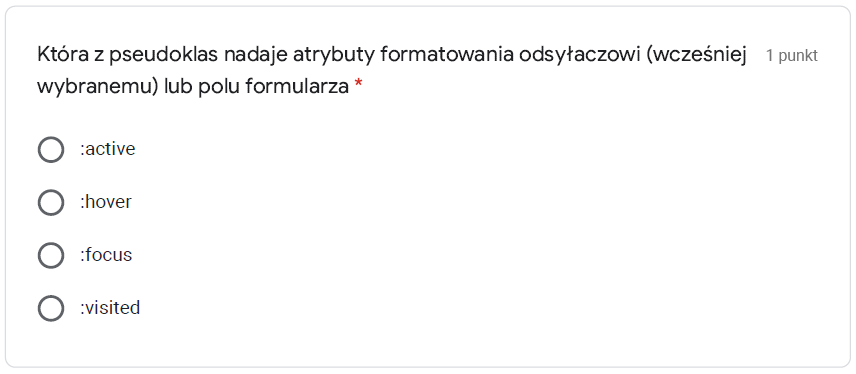 Która z pseudoklas nadaje atrybuty formatowania odsyłaczowi (wcześniej 1 punkt
wybranemu) lub polu formularza *
:active
:hover
:focus
:visited